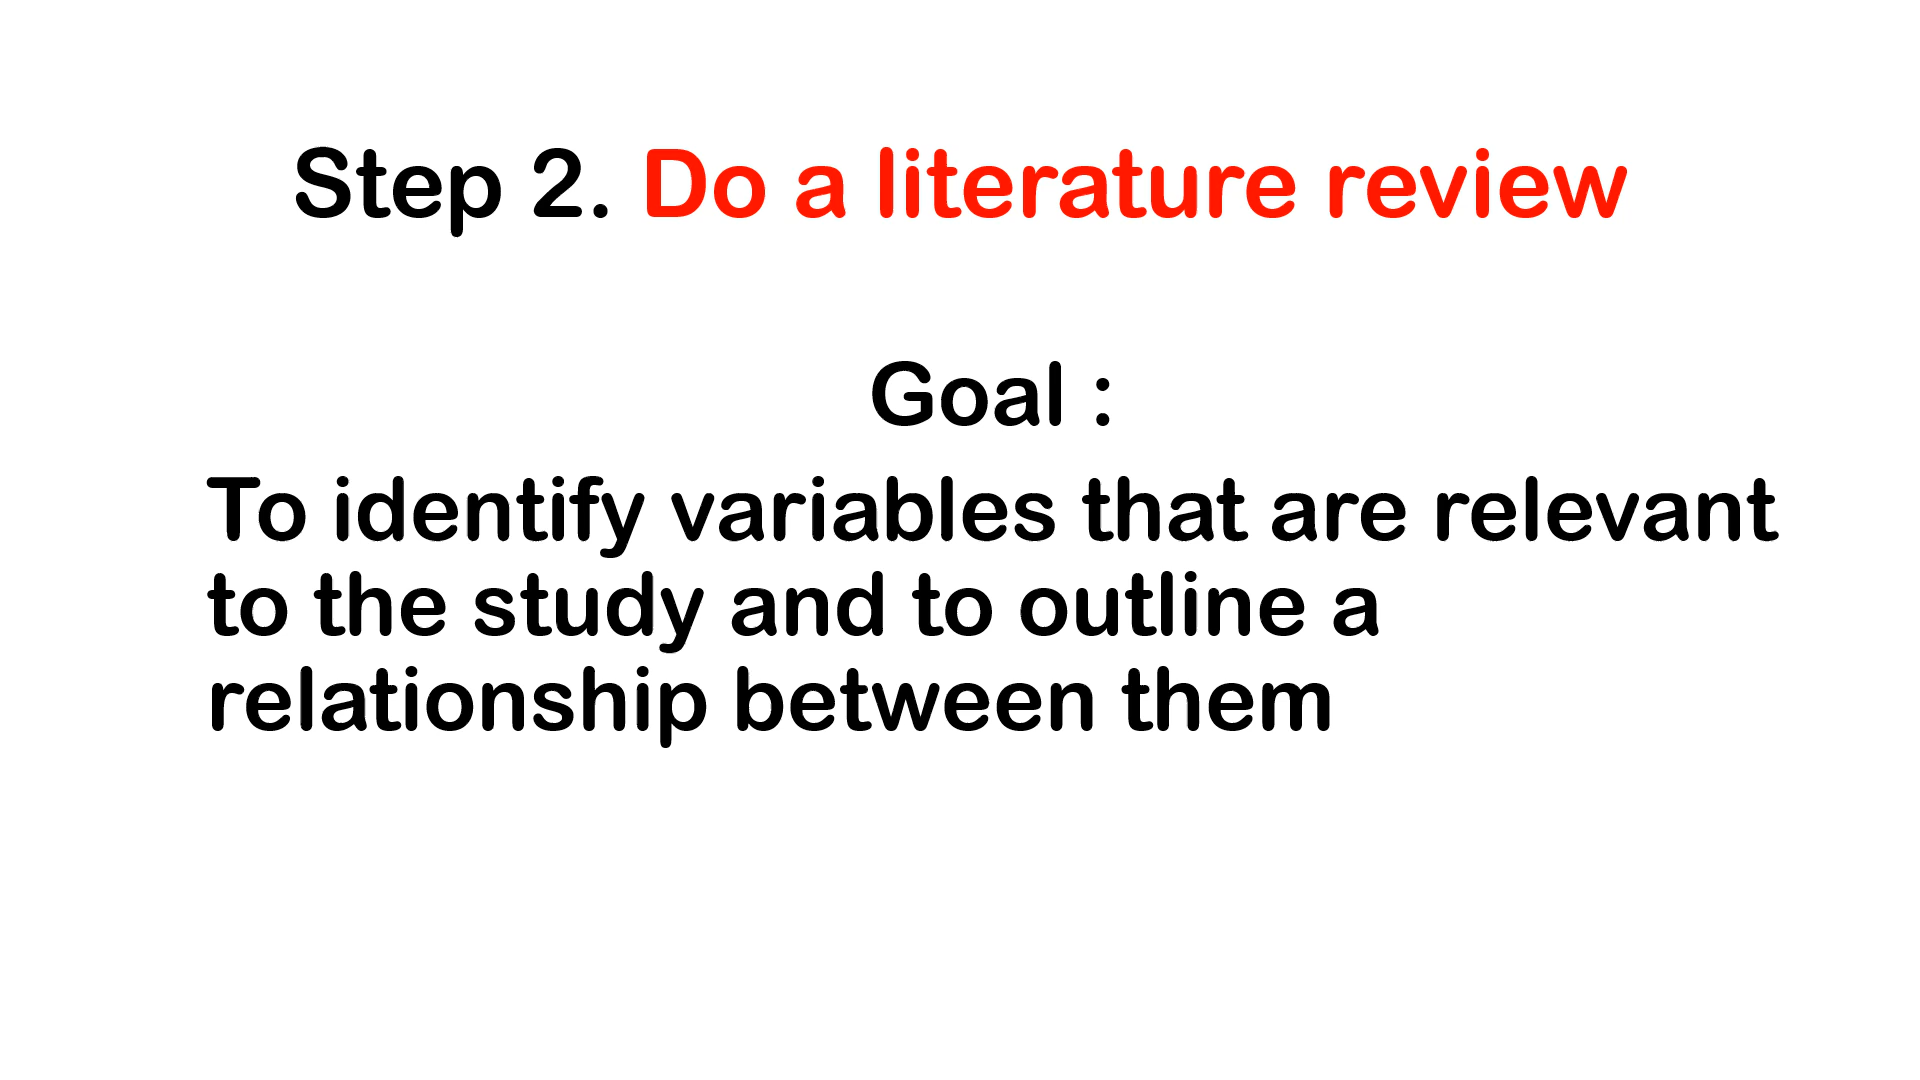 Step 2. Do a literature review
Goal :
To identify variables that are relevant
to the study and to outline a
relationship between them